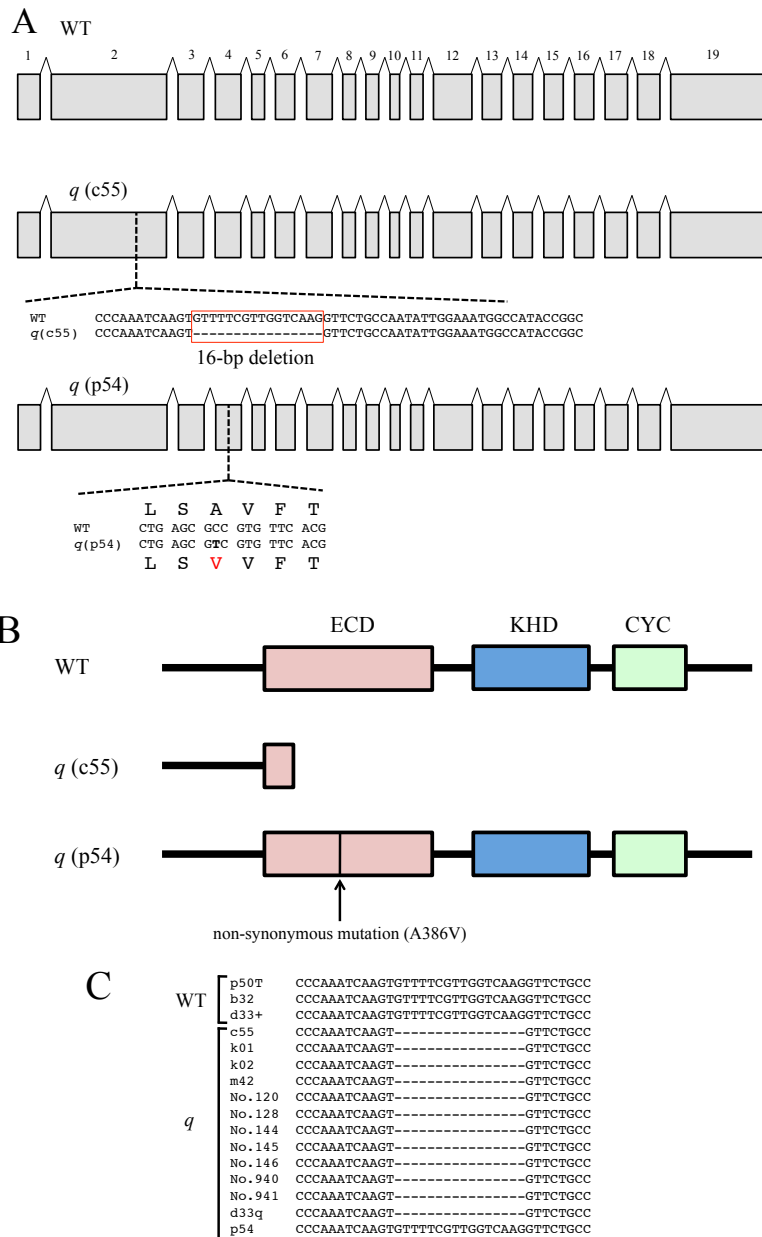 A
WT
1 2 3 4 5 6 7 8 9 10 11 12 13 14 15 16 17 18 19
q (c55)
WT CCCAAATCAAGTGTTTTCGTTGGTCAAGGTTCTGCCAATATTGGAAATGGCCATACCGGC
q(c55) CCCAAATCAAGT----------------GTTCTGCCAATATTGGAAATGGCCATACCGGC
16-bp deletion
q (p54)
L S A V F T
WT CTG AGC GCC GTG TTC ACG
q(p54) CTG AGC GTC GTG TTC ACG
L S V V F T
B
ECD KHD CYC
WT
q (c55)
q (p54)
non-synonymous mutation (A386V)
C
WT
p50T CCCAAATCAAGTGTTTTCGTTGGTCAAGGTTCTGCC
b32 CCCAAATCAAGTGTTTTCGTTGGTCAAGGTTCTGCC
d33+ CCCAAATCAAGTGTTTTCGTTGGTCAAGGTTCTGCC
q
c55 CCCAAATCAAGT----------------GTTCTGCC
k01 CCCAAATCAAGT----------------GTTCTGCC
k02 CCCAAATCAAGT----------------GTTCTGCC
m42 CCCAAATCAAGT----------------GTTCTGCC
No.120 CCCAAATCAAGT----------------GTTCTGCC
No.128 CCCAAATCAAGT----------------GTTCTGCC
No.144 CCCAAATCAAGT----------------GTTCTGCC
No.145 CCCAAATCAAGT----------------GTTCTGCC
No.146 CCCAAATCAAGT----------------GTTCTGCC
No.940 CCCAAATCAAGT----------------GTTCTGCC
No.941 CCCAAATCAAGT----------------GTTCTGCC
d33q CCCAAATCAAGT----------------GTTCTGCC
p54 CCCAAATCAAGTGTTTTCGTTGGTCAAGGTTCTGCC